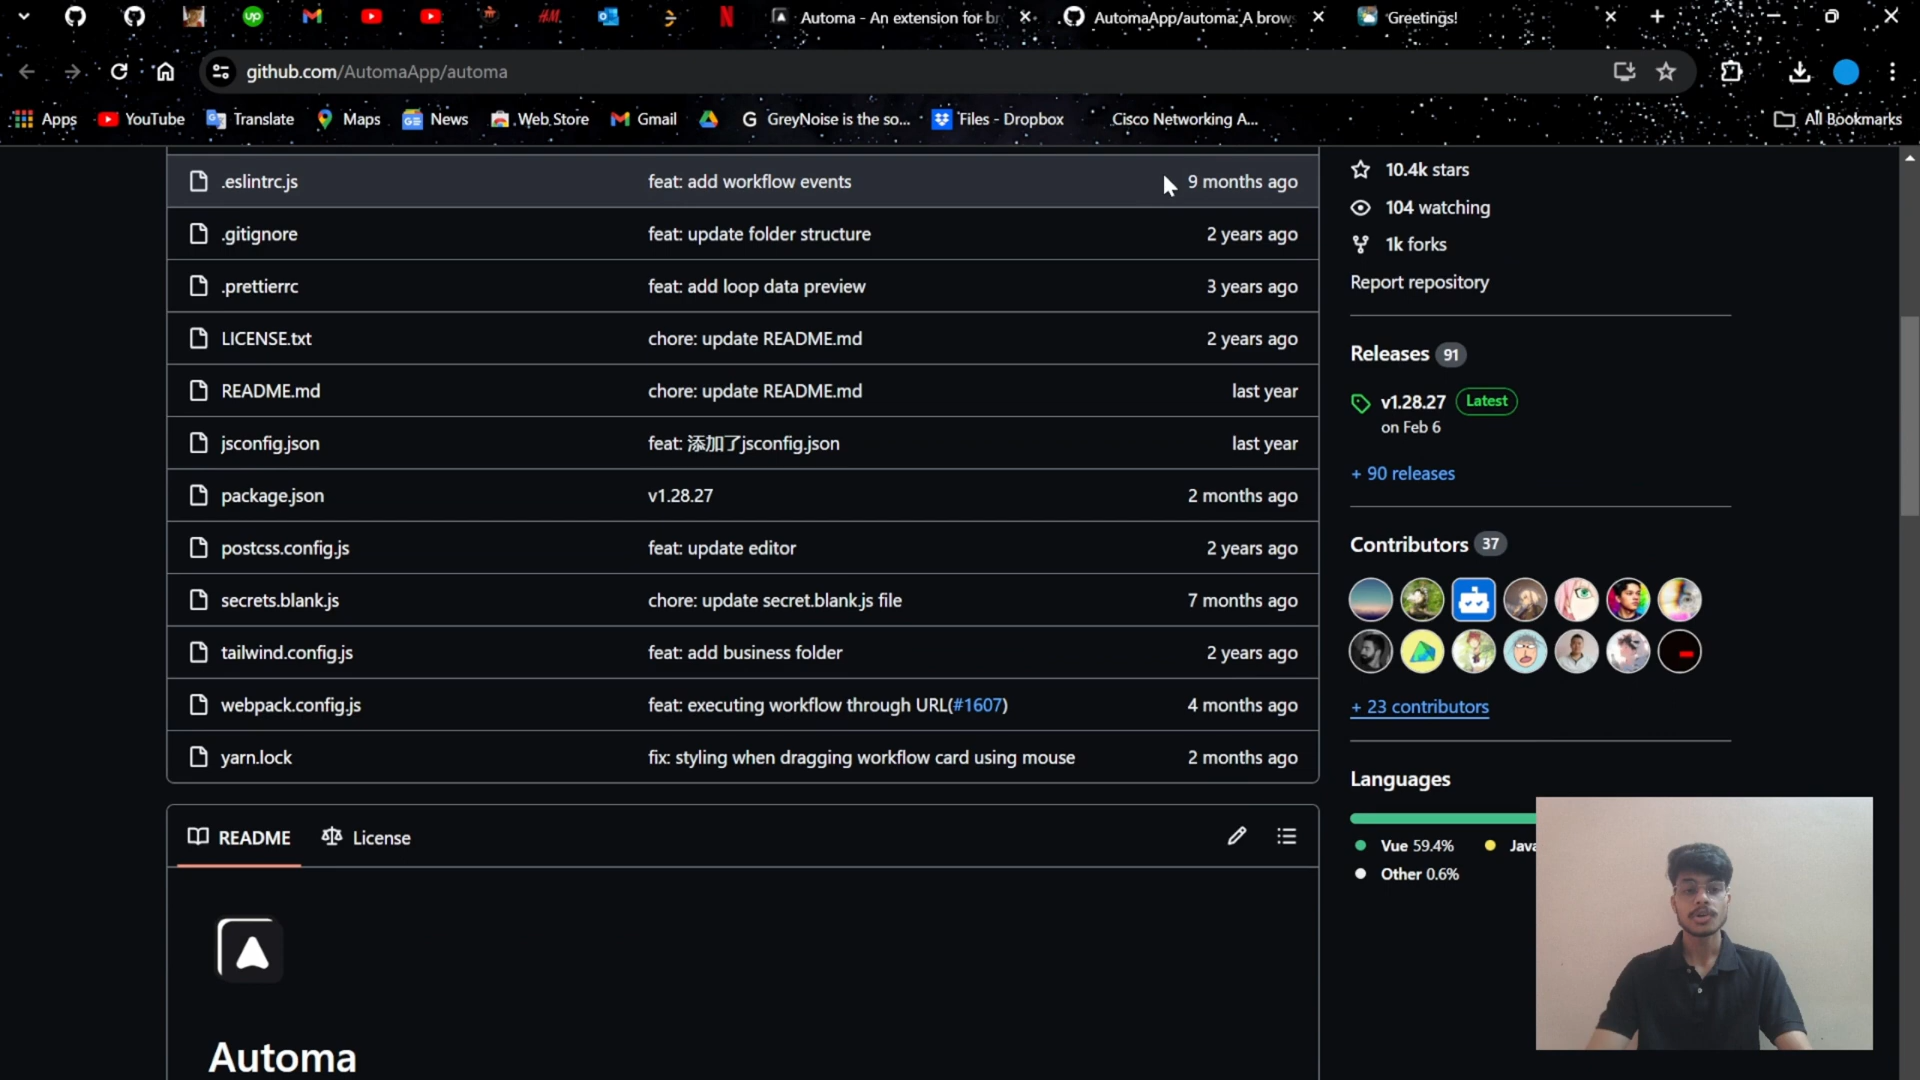 up
H.M.
N
Automa - An extension for br
AutomaApp/automa: A brow
Greetings!
github.com/AutomaApp/automa
Apps
YouTube
Translate
Maps
News
Web Store
Gmail
G GreyNoise is the so...
Files - Dropbox
Cisco Networking A...
All Bookmarks
.eslintrc.js feat: add workflow events 9 months ago
.gitignore feat: update folder structure 2 years ago
.prettierrc feat: add loop data preview 3 years ago
LICENSE.txt chore: update README.md 2 years ago
README.md chore: update README.md last year
jsconfig.json feat: 添加了jsconfig.json last year
package.json v1.28.27 2 months ago
postcss.config.js feat: update editor 2 years ago
secrets.blank.js chore: update secret.blank.js file 7 months ago
tailwind.config.js feat: add business folder 2 years ago
webpack.config.js feat: executing workflow through URL(#1607) 4 months ago
yarn.lock fix: styling when dragging workflow card using mouse 2 months ago
README
License
Automa
10.4k stars
104 watching
1k forks
Report repository
Releases 91
v1.28.27 Latest
on Feb 6
+ 90 releases
Contributors 37
+ 23 contributors
Languages
Vue 59.4% Java
Other 0.6%